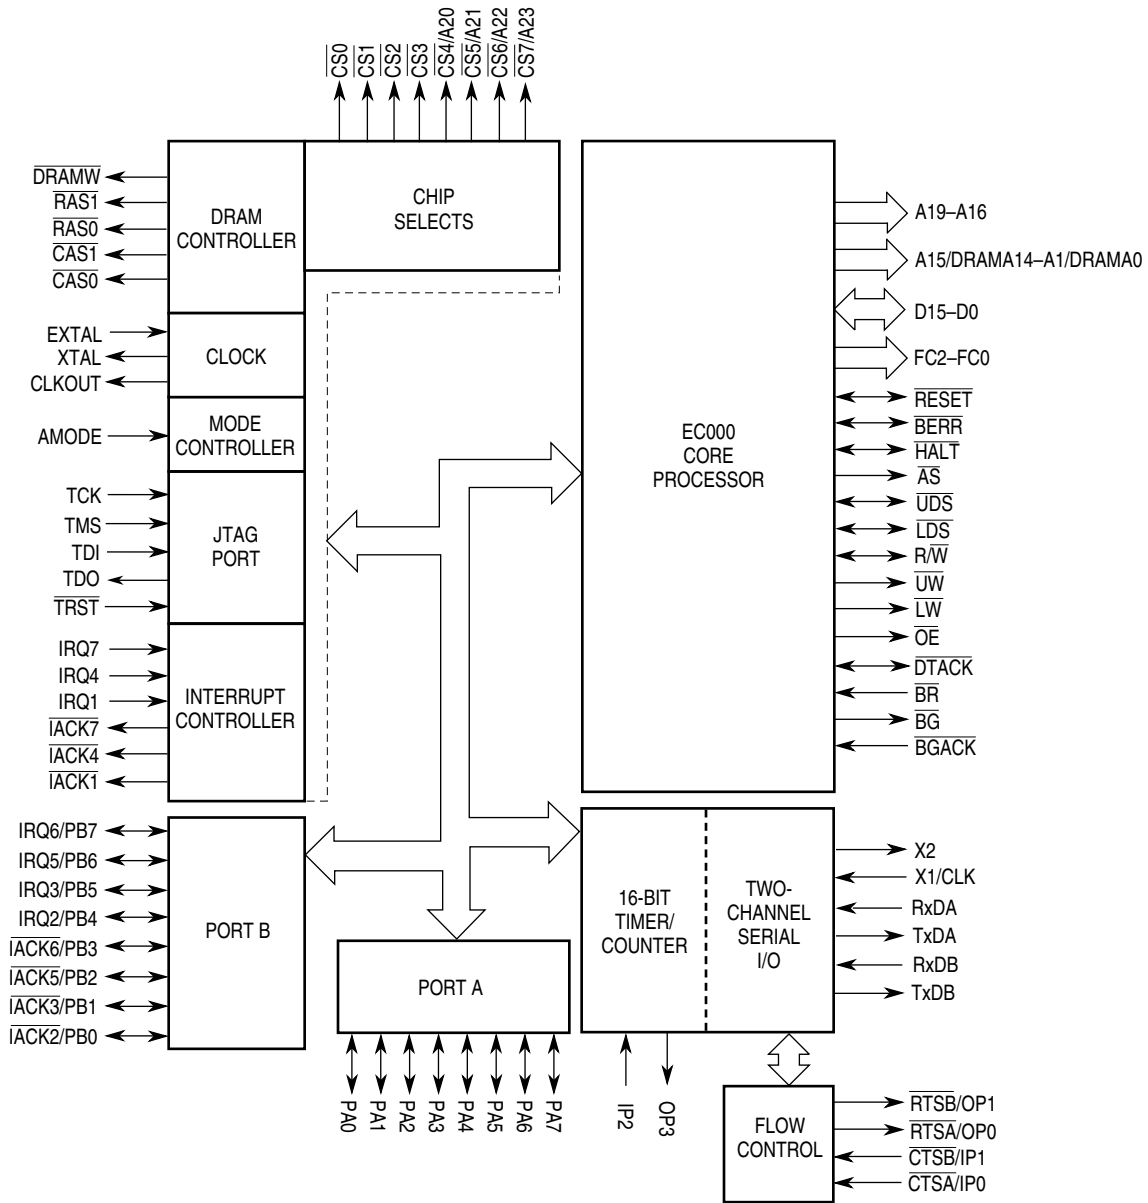 CS0
CS1
CS2
CS3
CS4/A20
CS5/A21
CS6/A22
CS7/A23
DRAMW
RAS1
RAS0
CAS1
CAS0
DRAM
CONTROLLER
CHIP
SELECTS
EXTAL
XTAL
CLKOUT
CLOCK
AMODE
MODE
CONTROLLER
TCK
TMS
TDI
TDO
TRST
JTAG
PORT
IRQ7
IRQ4
IRQ1
IACK7
IACK4
IACK1
INTERRUPT
CONTROLLER
EC000
CORE
PROCESSOR
A19–A16
A15/DRAMA14–A1/DRAMA0
D15–D0
FC2–FC0
RESET
BERR
HALT
AS
UDS
LDS
R/W
UW
LW
OE
DTACK
BR
BG
BGACK
IRQ6/PB7
IRQ5/PB6
IRQ3/PB5
IRQ2/PB4
IACK6/PB3
IACK5/PB2
IACK3/PB1
IACK2/PB0
PORT B
PORT A
PA0
PA1
PA2
PA3
PA4
PA5
PA6
PA7
16-BIT
TIMER/
COUNTER
TWO-
CHANNEL
SERIAL
I/O
X2
X1/CLK
RxDA
TxDA
RxDB
TxDB
IP2
OP3
FLOW
CONTROL
RTSB/OP1
RTSA/OP0
CTSB/IP1
CTSA/IP0